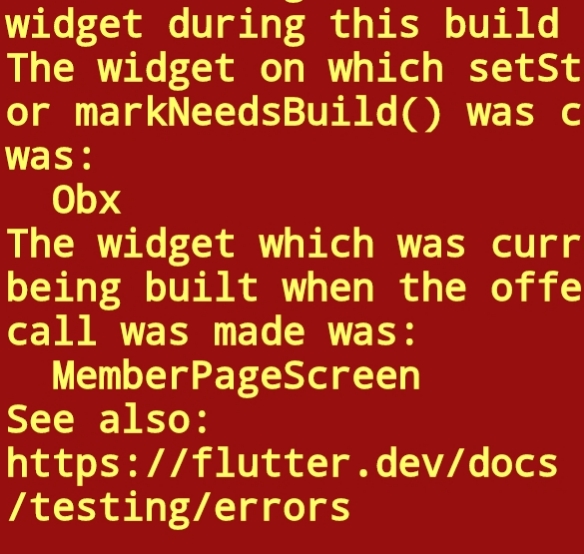 widget during this build
The widget on which setSt
or markNeedsBuild() was c
was:
  Obx
The widget which was curr
being built when the offe
call was made was:
  MemberPageScreen
See also:
https://flutter.dev/docs
/testing/errors